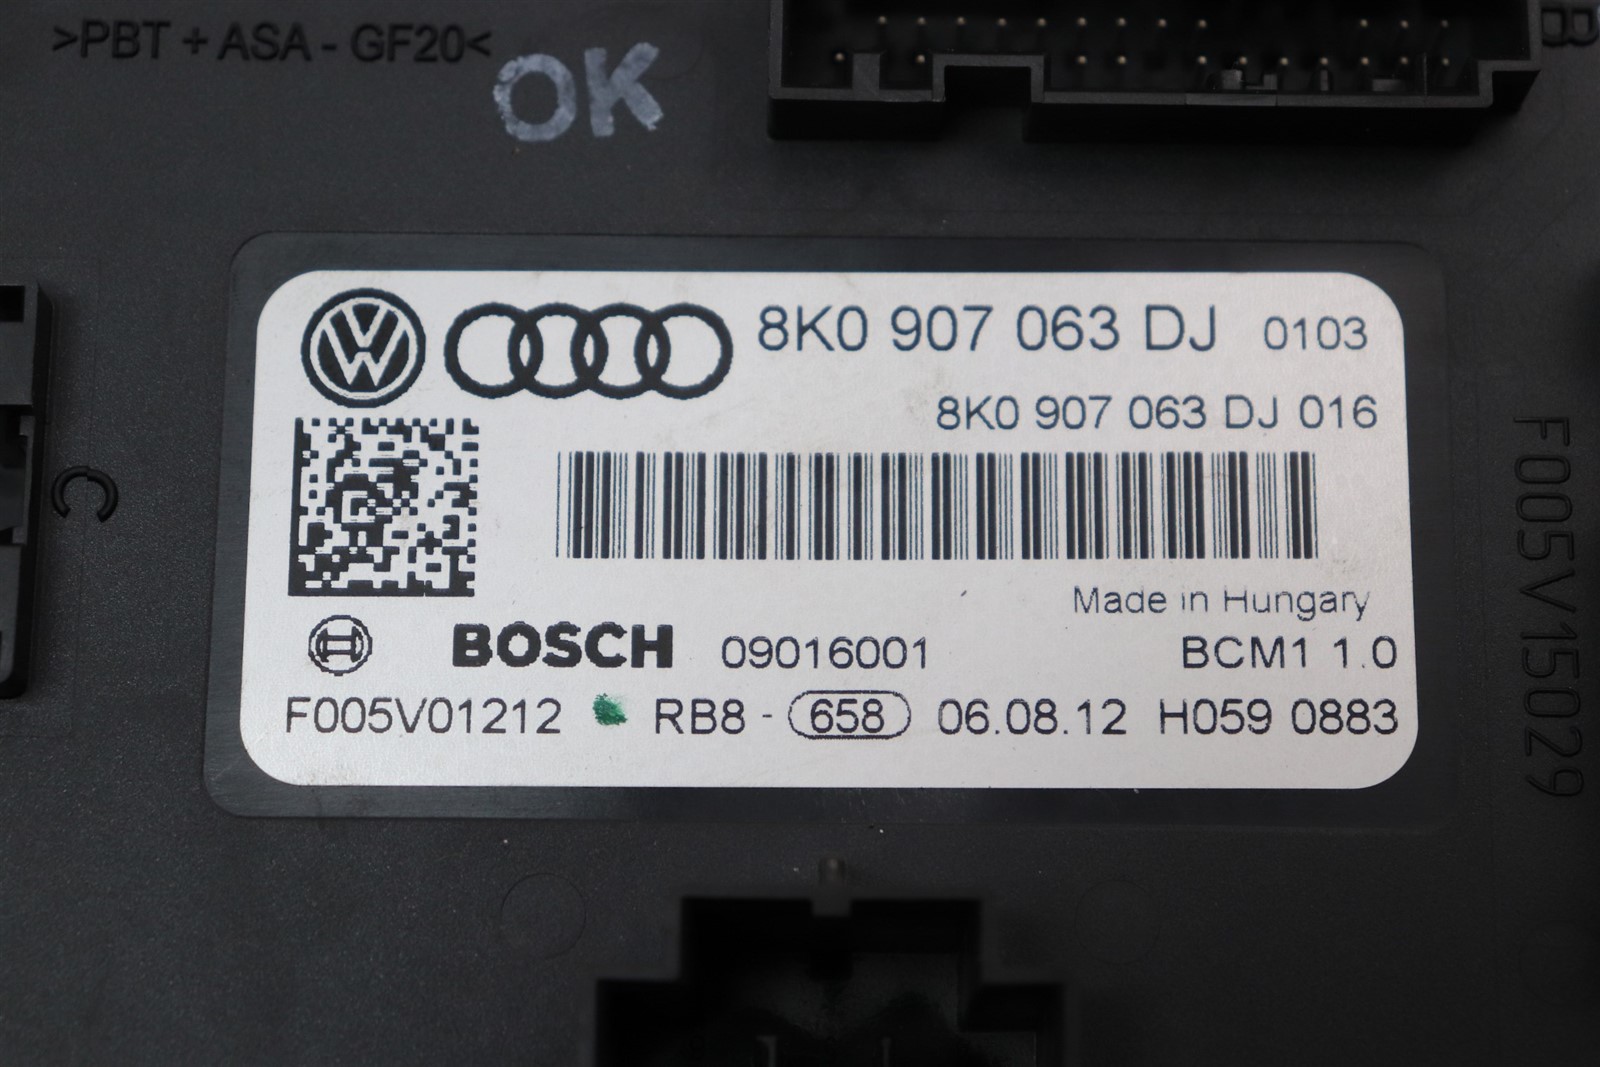 >PBT + ASA - GF20<
OK
B
8K0 907 063 DJ 0103
8K0 907 063 DJ 016
C
Made in Hungary
BOSCH 09016001 BCM1 1.0
F005V01212 RB8 - 658 06.08.12 H059 0883
F005V15029